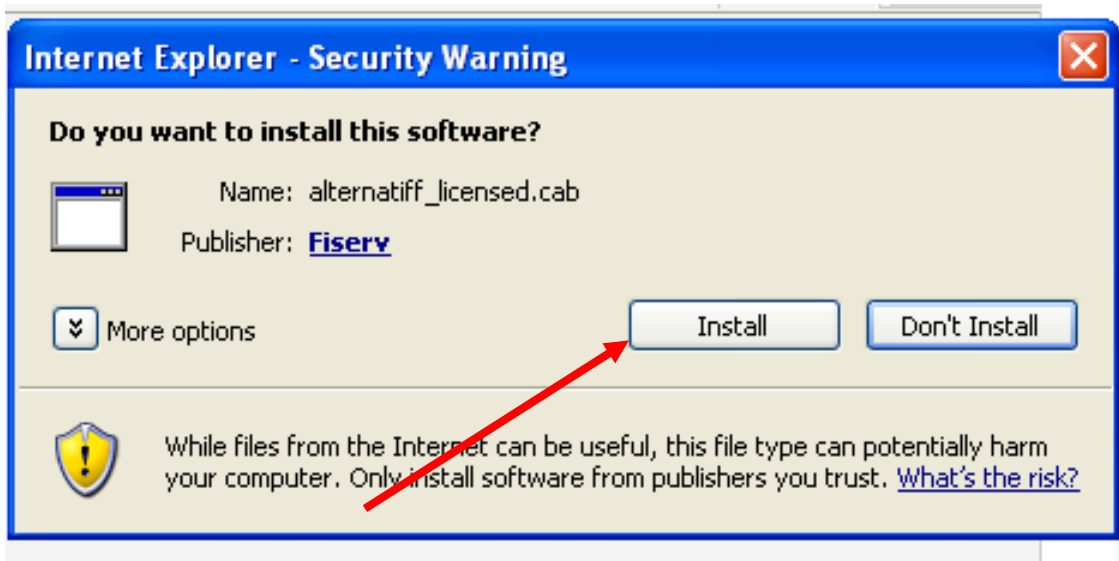 Internet Explorer - Security Warning
Do you want to install this software?
Name: alternatiff_licensed.cab
Publisher: Fiserv
More options
Install
Don't Install
While files from the Internet can be useful, this file type can potentially harm
your computer. Only install software from publishers you trust. What's the risk?